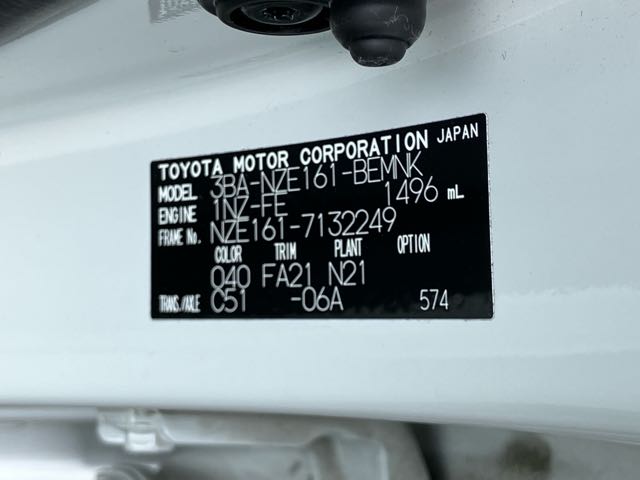 TOYOTA MOTOR CORPORATION JAPAN
MODEL 3BA-NZE161-BEMNK
ENGINE 1NZ-FE 1496 mL
FRAME No. NZE161-7132249
COLOR TRIM PLANT OPTION
040 FA21 N21
TRANS./AXLE C51 -06A 574